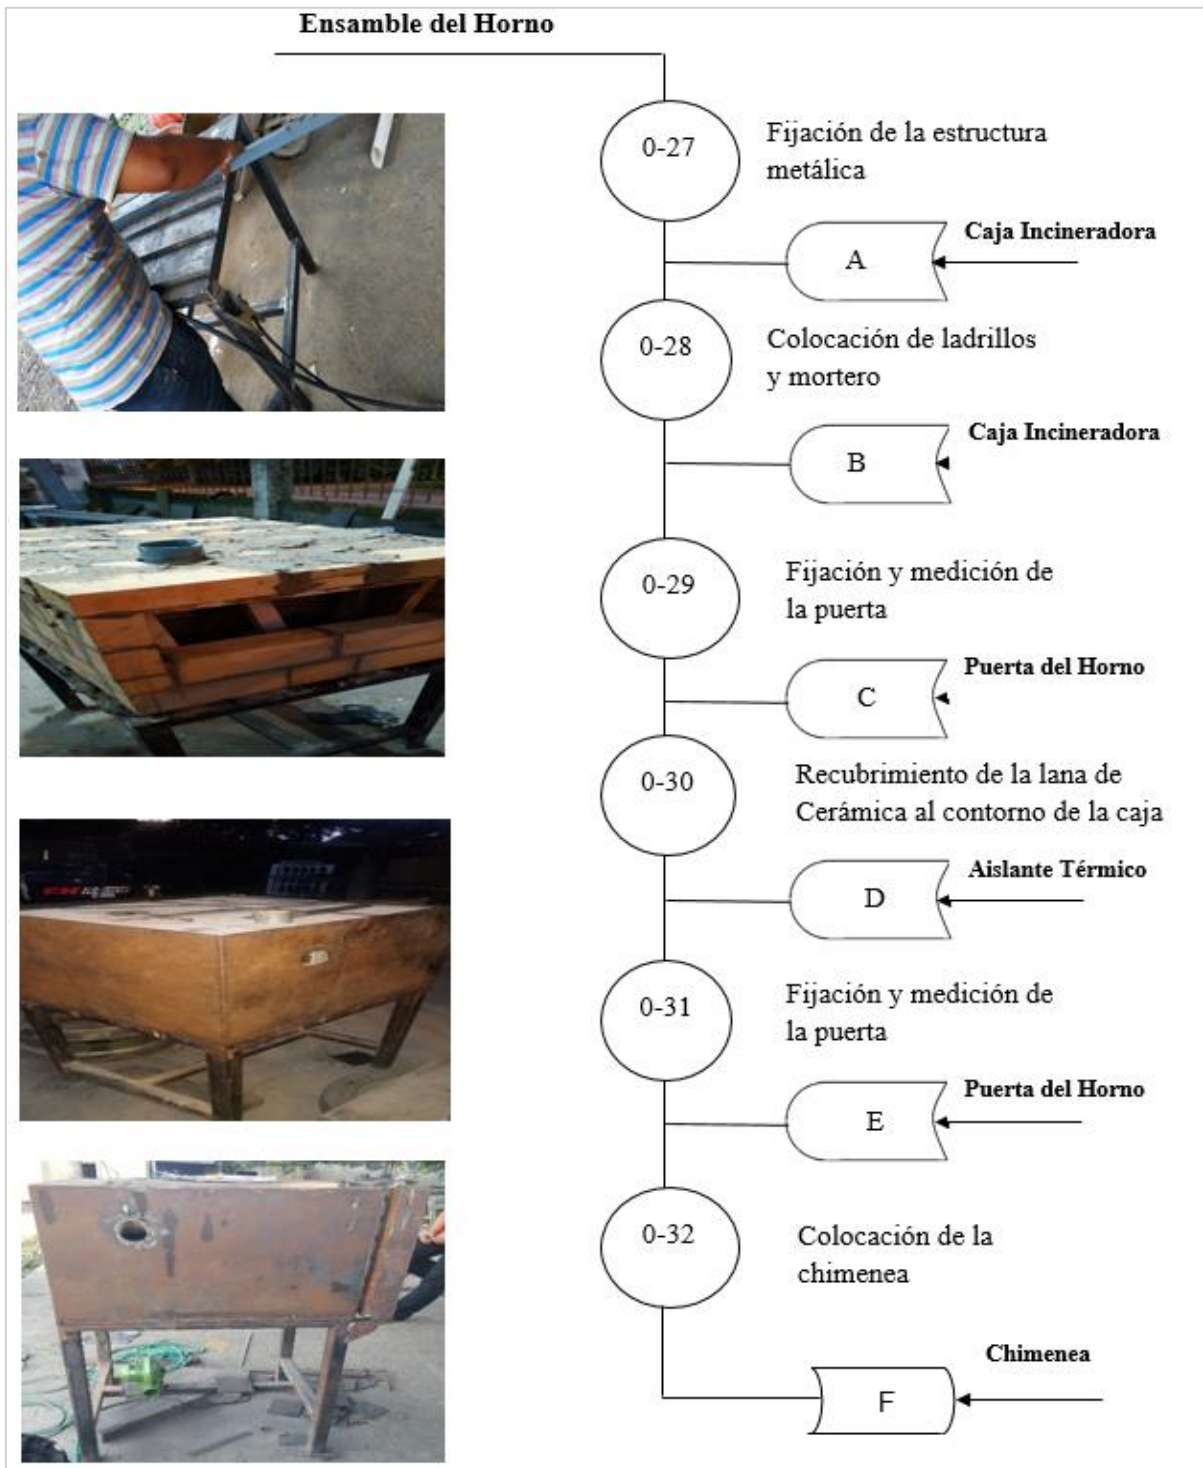 Ensamble del Horno
0-27
Fijación de la estructura
metálica
A
Caja Incineradora
0-28
Colocación de ladrillos
y mortero
B
Caja Incineradora
0-29
Fijación y medición de
la puerta
C
Puerta del Horno
0-30
Recubrimiento de la lana de
Cerámica al contorno de la caja
D
Aislante Térmico
0-31
Fijación y medición de
la puerta
E
Puerta del Horno
0-32
Colocación de la
chimenea
F
Chimenea